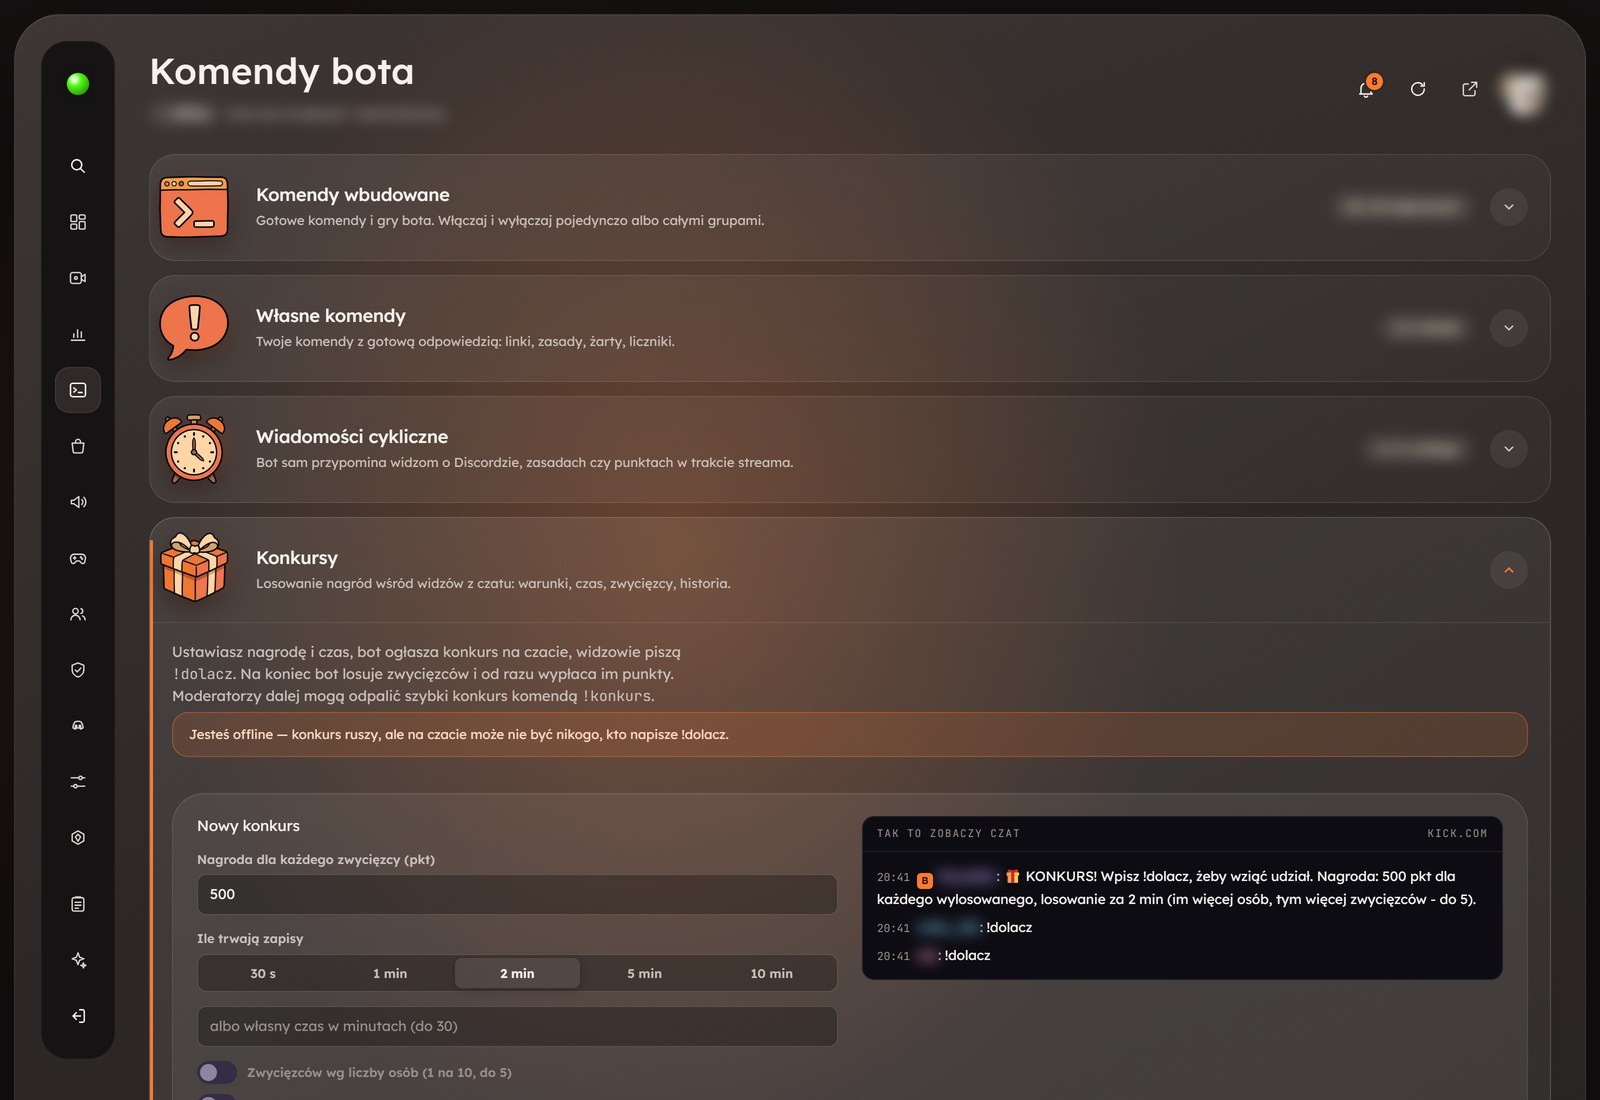 Komendy bota
8
Komendy wbudowane
Gotowe komendy i gry bota. Włączaj i wyłączaj pojedynczo albo całymi grupami.
Własne komendy
Twoje komendy z gotową odpowiedzią: linki, zasady, żarty, liczniki.
Wiadomości cykliczne
Bot sam przypomina widzom o Discordzie, zasadach czy punktach w trakcie streama.
Konkursy
Losowanie nagród wśród widzów z czatu: warunki, czas, zwycięzcy, historia.
Ustawiasz nagrodę i czas, bot ogłasza konkurs na czacie, widzowie piszą
!dolacz. Na koniec bot losuje zwycięzców i od razu wypłaca im punkty.
Moderatorzy dalej mogą odpalić szybki konkurs komendą !konkurs.
Jesteś offline — konkurs ruszy, ale na czacie może nie być nikogo, kto napisze !dolacz.
Nowy konkurs
Nagroda dla każdego zwycięzcy (pkt)
500
Ile trwają zapisy
30 s 1 min 2 min 5 min 10 min
albo własny czas w minutach (do 30)
Zwycięzców wg liczby osób (1 na 10, do 5)
TAK TO ZOBACZY CZAT KICK.COM
20:41 B : KONKURS! Wpisz !dolacz, żeby wziąć udział. Nagroda: 500 pkt dla
każdego wylosowanego, losowanie za 2 min (im więcej osób, tym więcej zwycięzców - do 5).
20:41 : !dolacz
20:41 : !dolacz